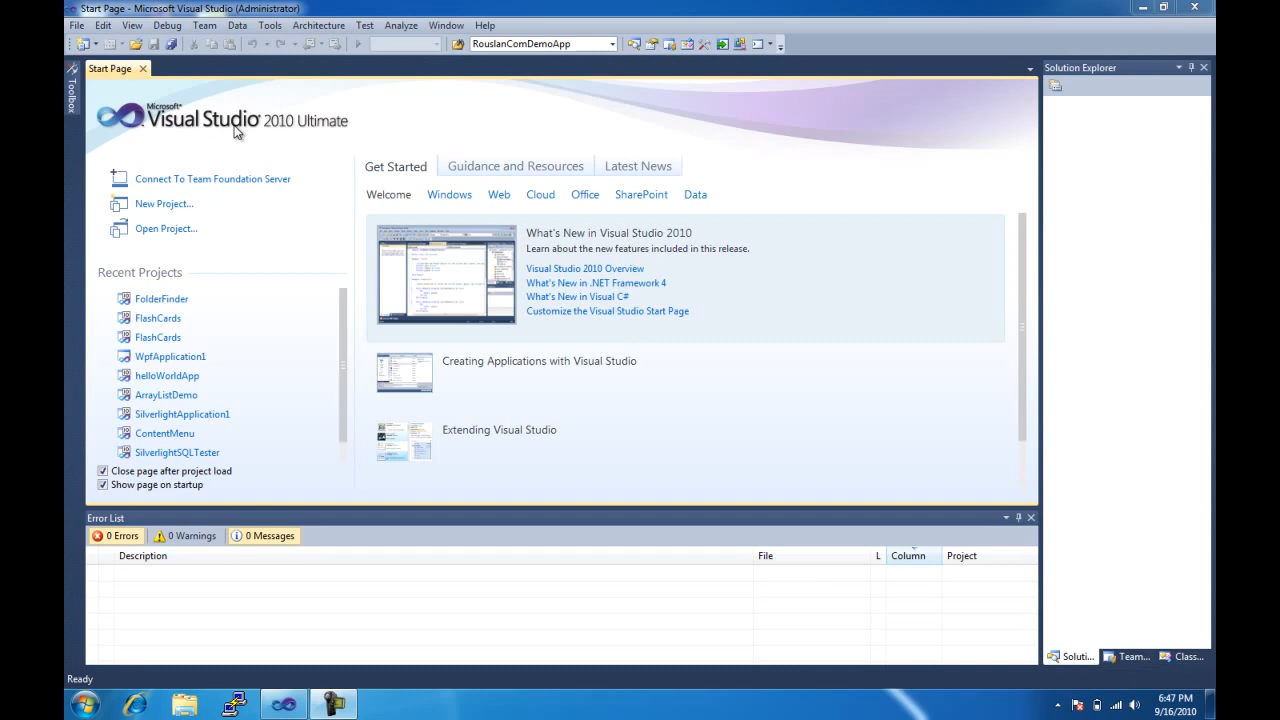 Start Page - Microsoft Visual Studio (Administrator)
File Edit View Debug Team Data Tools Architecture Test Analyze Window Help
RouslanComDemoApp
Toolbox
Start Page
Solution Explorer
Microsoft®
Visual Studio® 2010 Ultimate
Connect To Team Foundation Server
New Project...
Open Project...
Recent Projects
FolderFinder
FlashCards
FlashCards
WpfApplication1
helloWorldApp
ArrayListDemo
SilverlightApplication1
ContentMenu
SilverlightSQLTester
Close page after project load
Show page on startup
Get Started Guidance and Resources Latest News
Welcome Windows Web Cloud Office SharePoint Data
What's New in Visual Studio 2010
Learn about the new features included in this release.
Visual Studio 2010 Overview
What's New in .NET Framework 4
What's New in Visual C#
Customize the Visual Studio Start Page
Creating Applications with Visual Studio
Extending Visual Studio
Error List
0 Errors 0 Warnings 0 Messages
Description File L Column Project
Soluti... Team... Class...
Ready
6:47 PM
9/16/2010